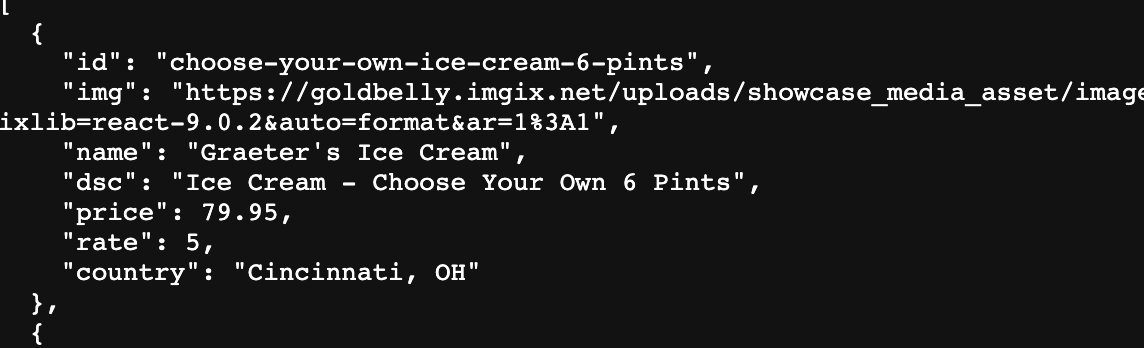 [
{
"id": "choose-your-own-ice-cream-6-pints",
"img": "https://goldbelly.imgix.net/uploads/showcase_media_asset/image
ixlib=react-9.0.2&auto=format&ar=1%3A1",
"name": "Graeter's Ice Cream",
"dsc": "Ice Cream – Choose Your Own 6 Pints",
"price": 79.95,
"rate": 5,
"country": "Cincinnati, OH"
},
{